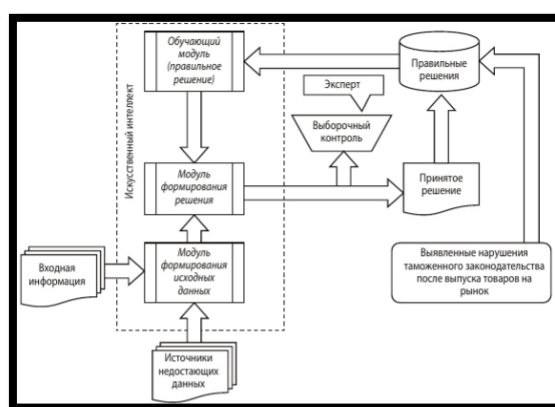 Искусственный интеллект
Обучающий
модуль
(правильное
решение)
Правильные
решения
Эксперт
Выборочный
контроль
Модуль
формирования
решения
Принятое
решение
Входная
информация
Модуль
формирования
исходных
данных
Выявленные нарушения
таможенного законодательства
после выпуска товаров на
рынок
Источники
недостающих
данных